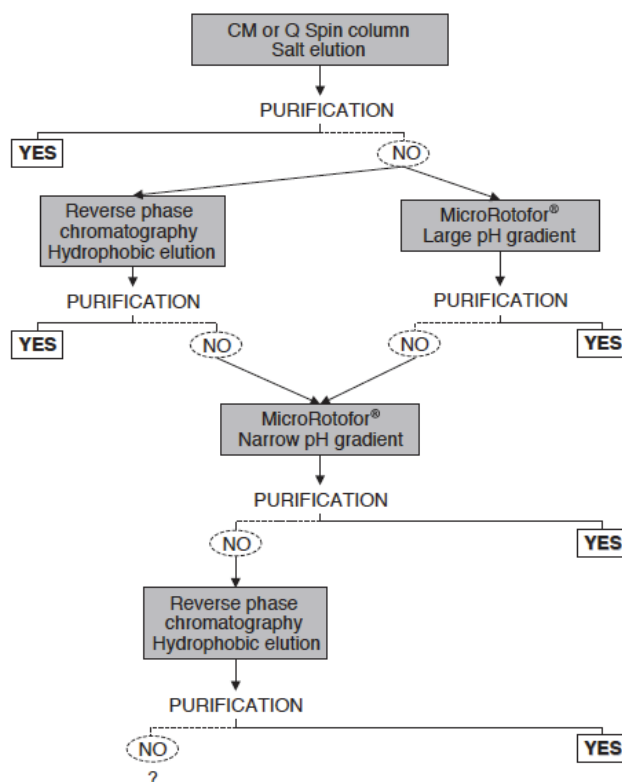 CM or Q Spin column
Salt elution
PURIFICATION
YES
NO
Reverse phase
chromatography
Hydrophobic elution
MicroRotofor®
Large pH gradient
PURIFICATION
PURIFICATION
YES
NO
NO
YES
MicroRotofor®
Narrow pH gradient
PURIFICATION
NO
YES
Reverse phase
chromatography
Hydrophobic elution
PURIFICATION
NO
YES
?